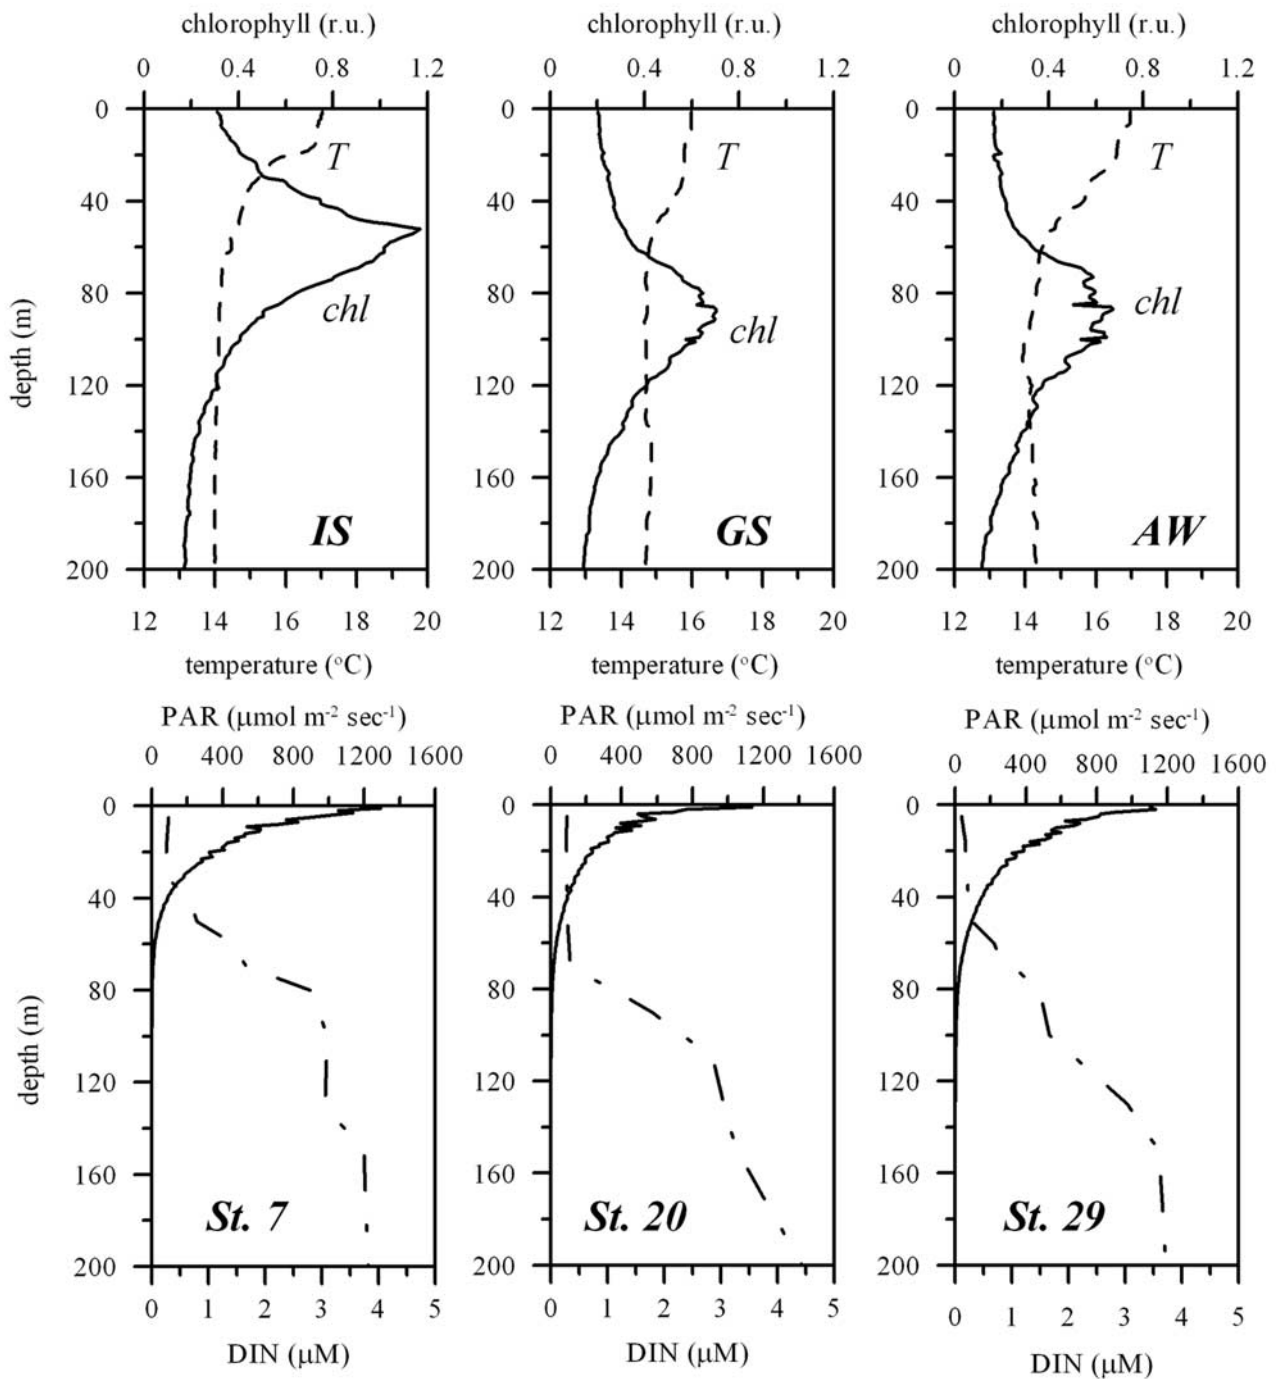 chlorophyll (r.u.) chlorophyll (r.u.) chlorophyll (r.u.)
0 0.4 0.8 1.2 0 0.4 0.8 1.2 0 0.4 0.8 1.2
0 0 0
T T T
40 40 40
80 80 80
chl chl chl
depth (m)
120 120 120
160 160 160
IS GS AW
200 200 200
12 14 16 18 20 12 14 16 18 20 12 14 16 18 20
temperature (°C) temperature (°C) temperature (°C)
PAR (μmol m-2 sec-1) PAR (μmol m-2 sec-1) PAR (μmol m-2 sec-1)
0 400 800 1200 1600 0 400 800 1200 1600 0 400 800 1200 1600
0 0 0
40 40 40
80 80 80
depth (m)
120 120 120
160 160 160
St. 7 St. 20 St. 29
200 200 200
0 1 2 3 4 5 0 1 2 3 4 5 0 1 2 3 4 5
DIN (μM) DIN (μM) DIN (μM)